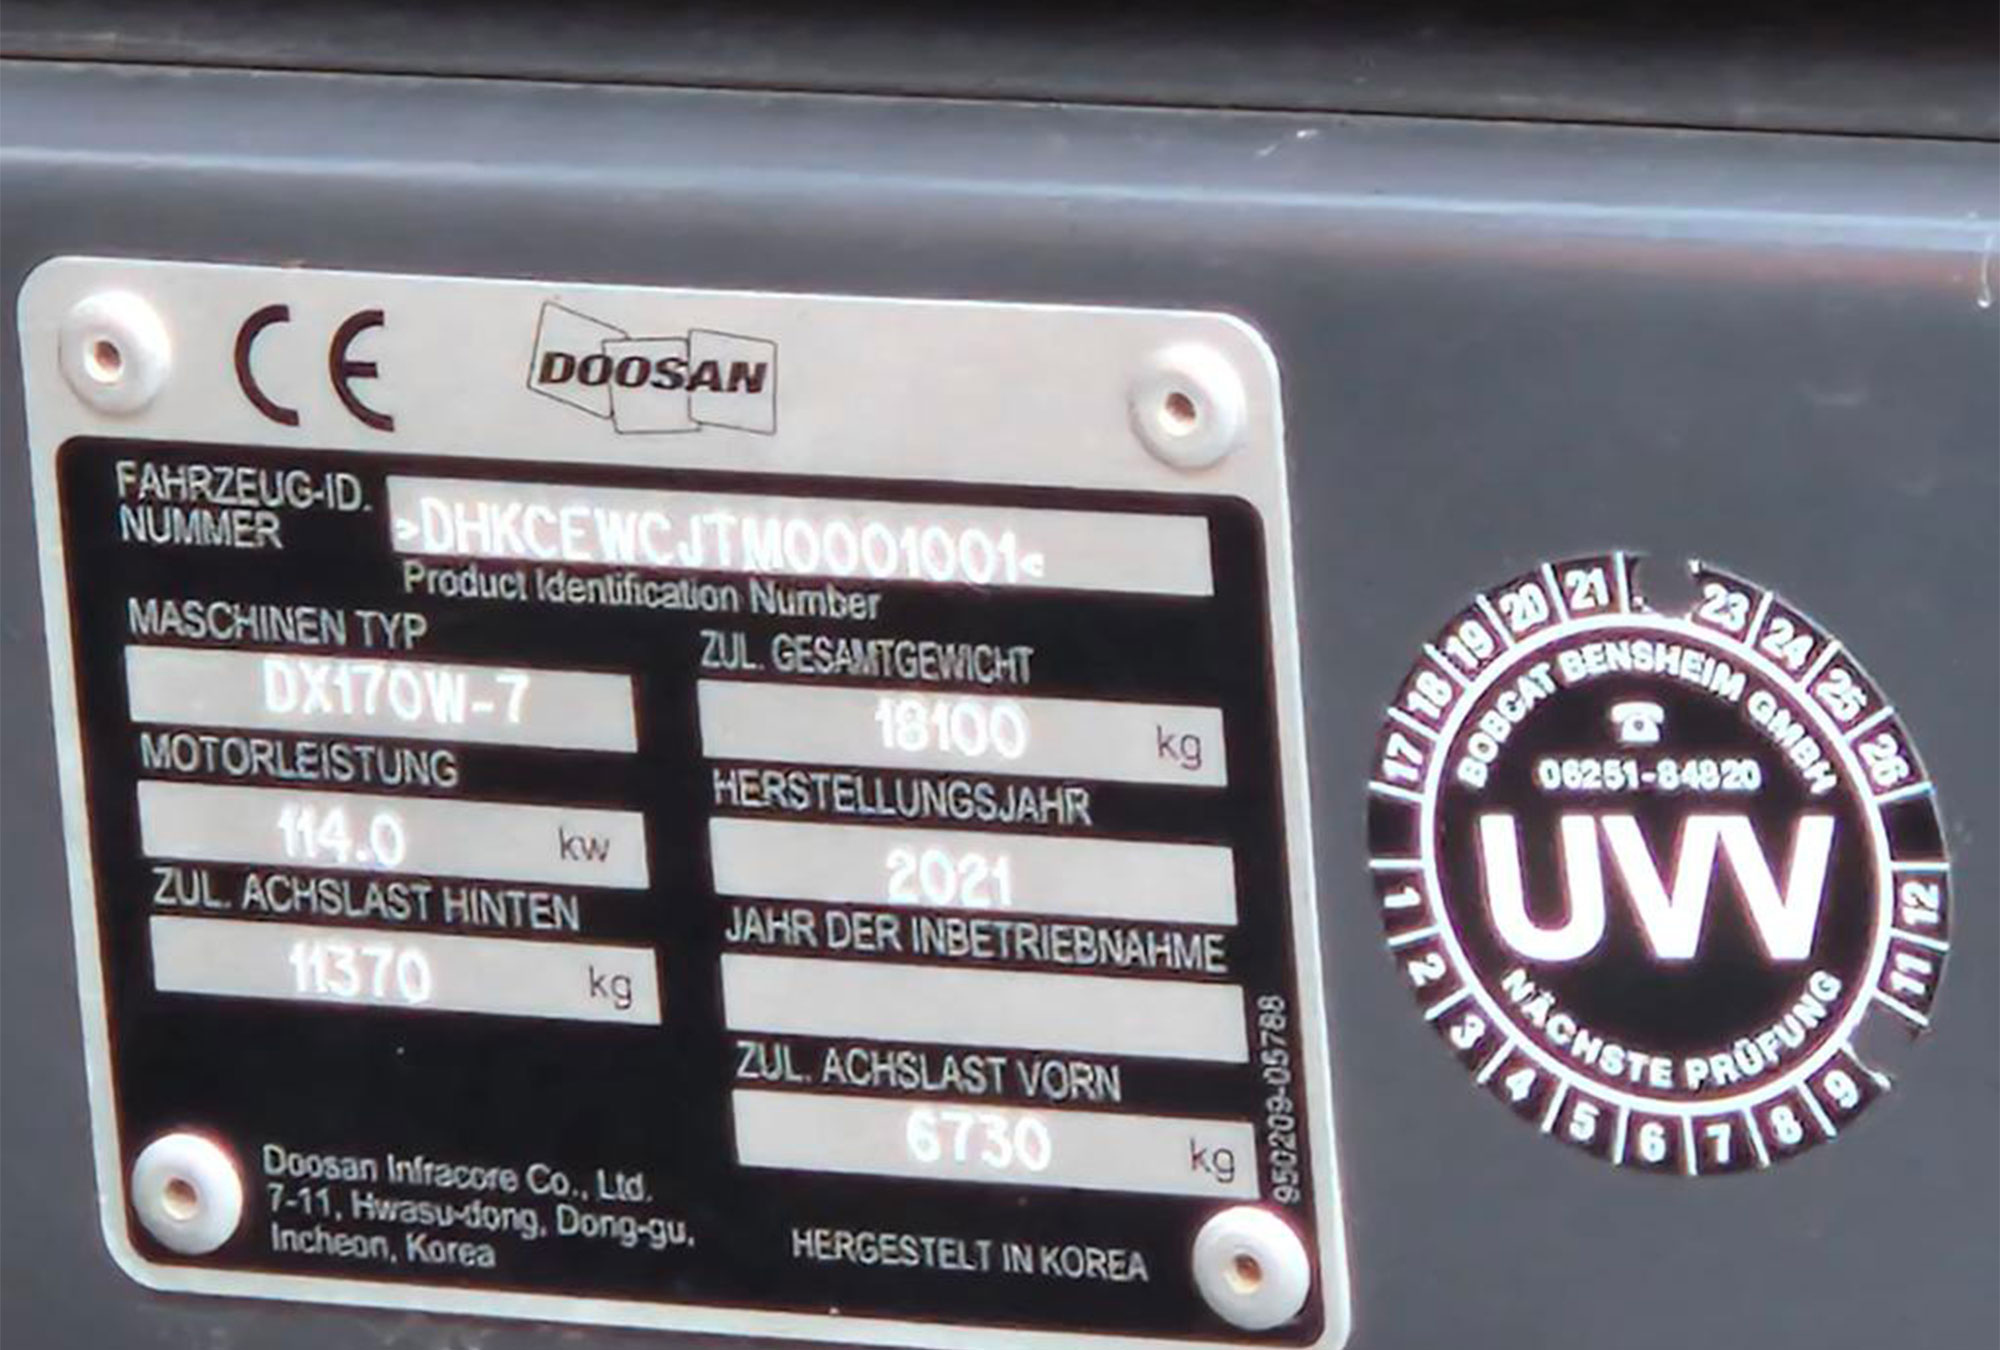 CE
DOOSAN
FAHRZEUG-ID. NUMMER
>DHKCEWCJTM0001001<
Product Identification Number
MASCHINEN TYP
DX170W-7
ZUL. GESAMTGEWICHT
18100 kg
MOTORLEISTUNG
114.0 kw
HERSTELLUNGSJAHR
2021
ZUL. ACHSLAST HINTEN
11370 kg
JAHR DER INBETRIEBNAHME
ZUL. ACHSLAST VORN
6730 kg
950209-05788
Doosan Infracore Co., Ltd.
7-11, Hwasu-dong, Dong-gu,
Incheon, Korea
HERGESTELT IN KOREA
17 18 19 20 21 23 24 25 26
BOBCAT BENSHEIM GMBH
06251-84820
UVV
NÄCHSTE PRÜFUNG
1 2 3 4 5 6 7 8 9 11 12